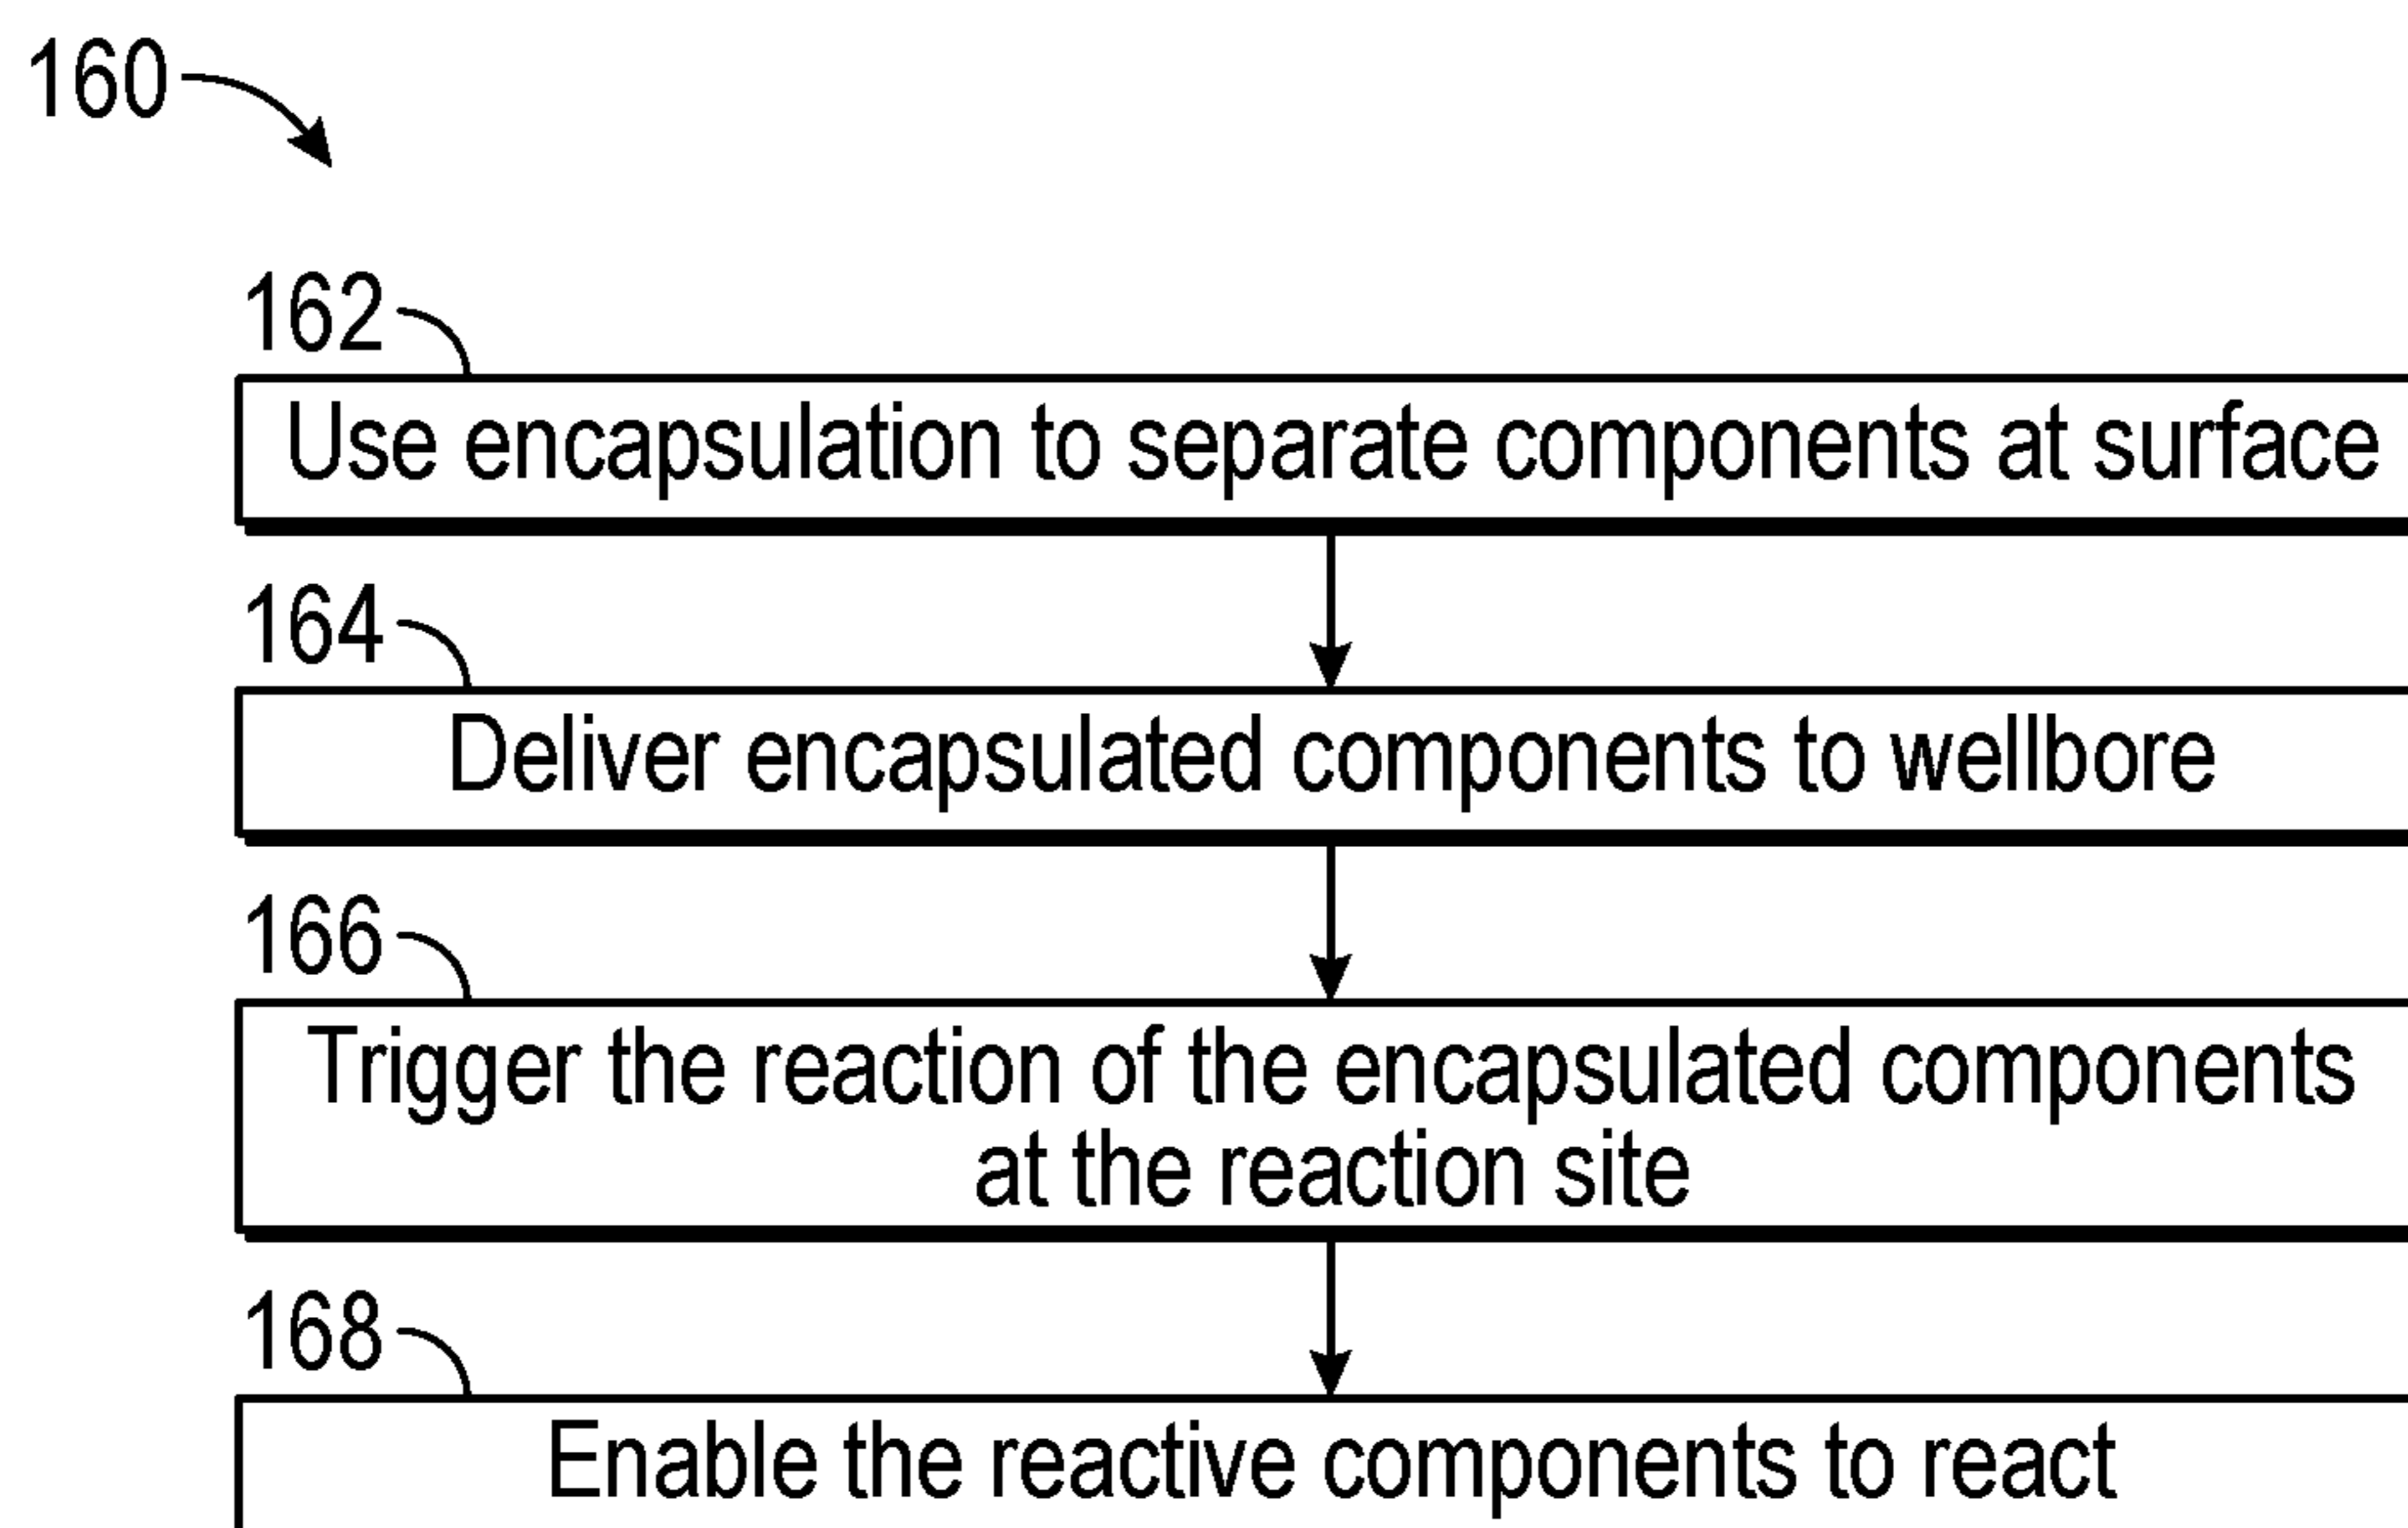 160
162
Use encapsulation to separate components at surface
164
Deliver encapsulated components to wellbore
166
Trigger the reaction of the encapsulated components
at the reaction site
168
Enable the reactive components to react